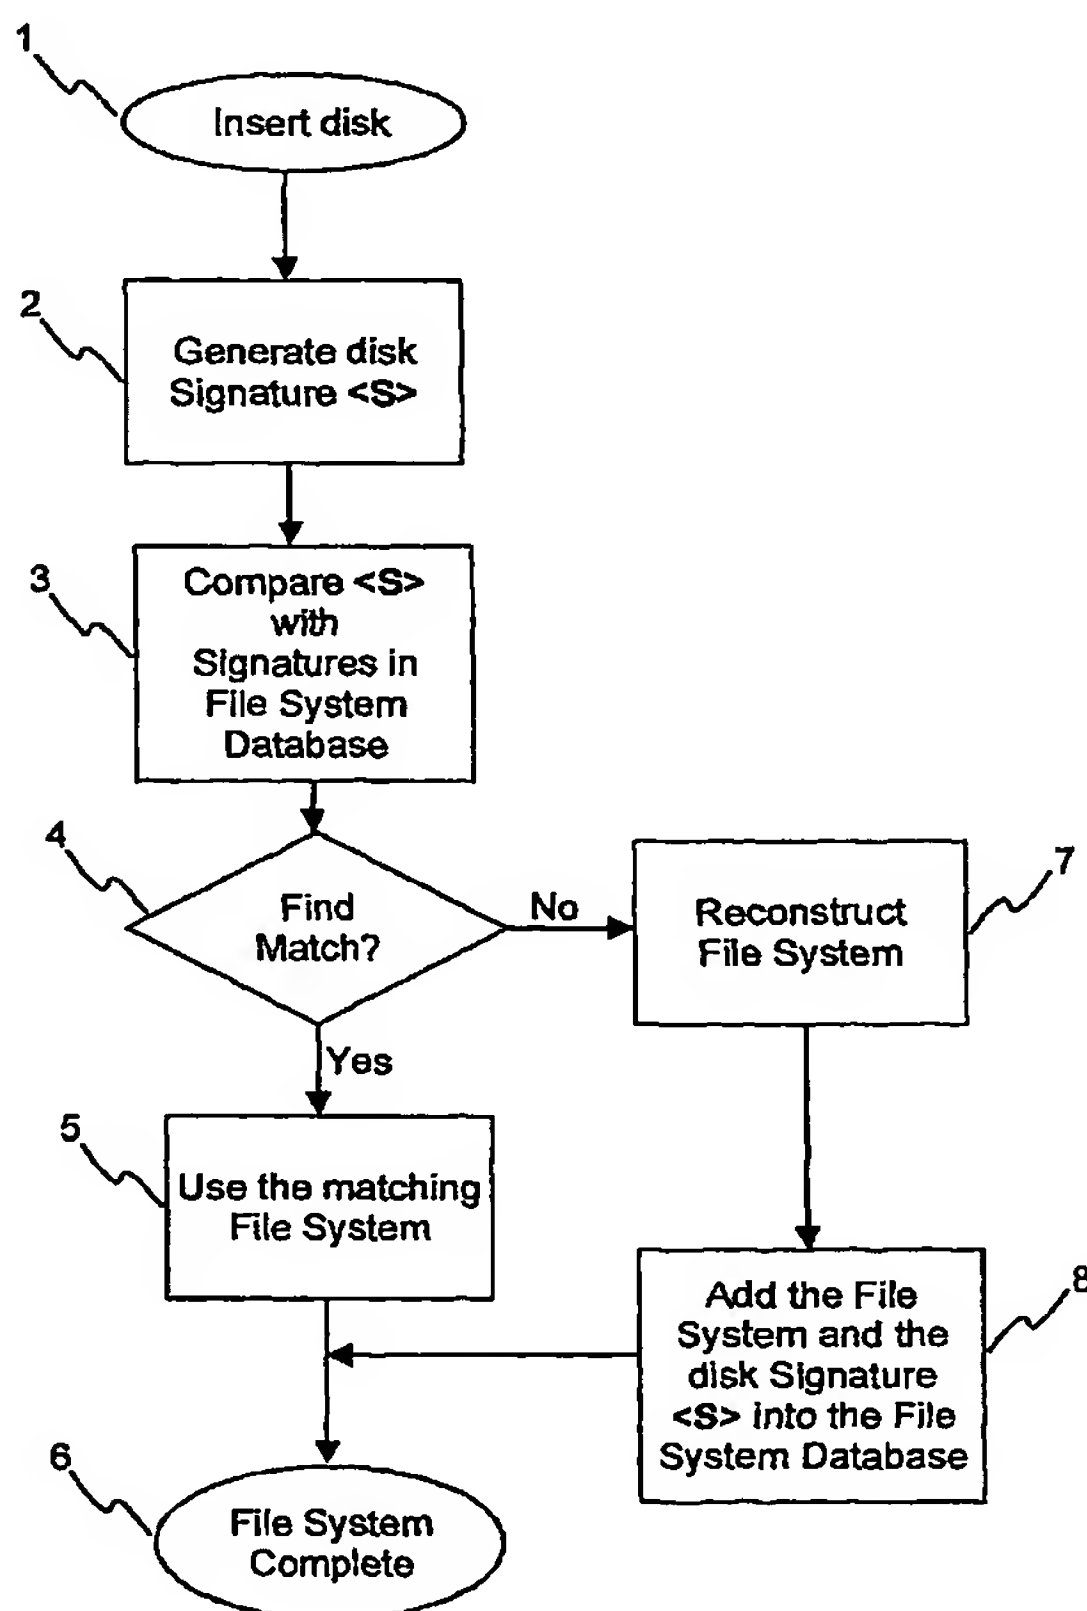 1
Insert disk
2
Generate disk
Signature <S>
3
Compare <S>
with
Signatures in
File System
Database
4
Find
Match?
No
7
Reconstruct
File System
Yes
5
Use the matching
File System
8
Add the File
System and the
disk Signature
<S> into the File
System Database
6
File System
Complete